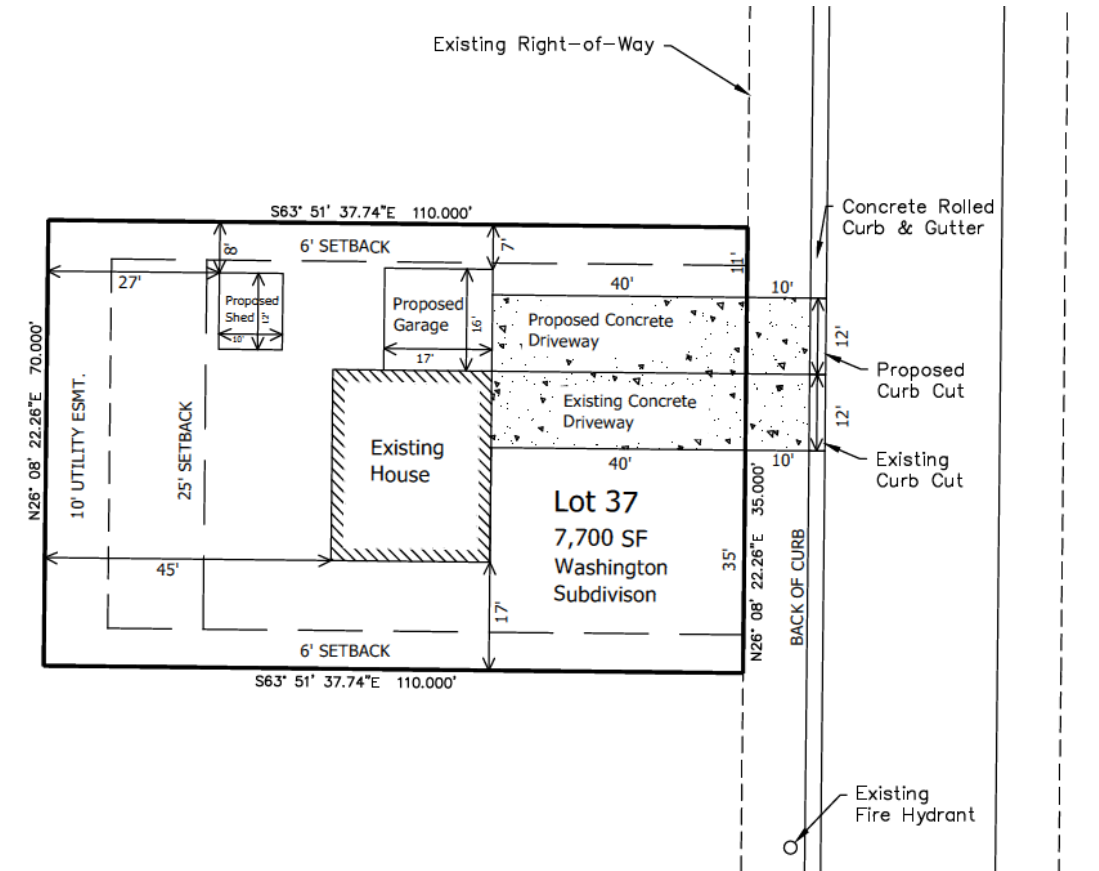 Existing Right-of-Way
Concrete Rolled
Curb & Gutter
S63° 51' 37.74"E 110.000'
6' SETBACK
8'
7'
11'
27'
40'
10'
Proposed
Shed
12'
10'
Proposed
Garage
16'
17'
Proposed Concrete
Driveway
12'
Proposed
Curb Cut
N26° 08' 22.26"E 70.000'
10' UTILITY ESMT.
25' SETBACK
Existing
House
Existing Concrete
Driveway
12'
40'
10'
Existing
Curb Cut
Lot 37
7,700 SF
Washington
Subdivison
35'
N26° 08' 22.26"E 35.000'
BACK OF CURB
45'
17'
6' SETBACK
S63° 51' 37.74"E 110.000'
Existing
Fire Hydrant